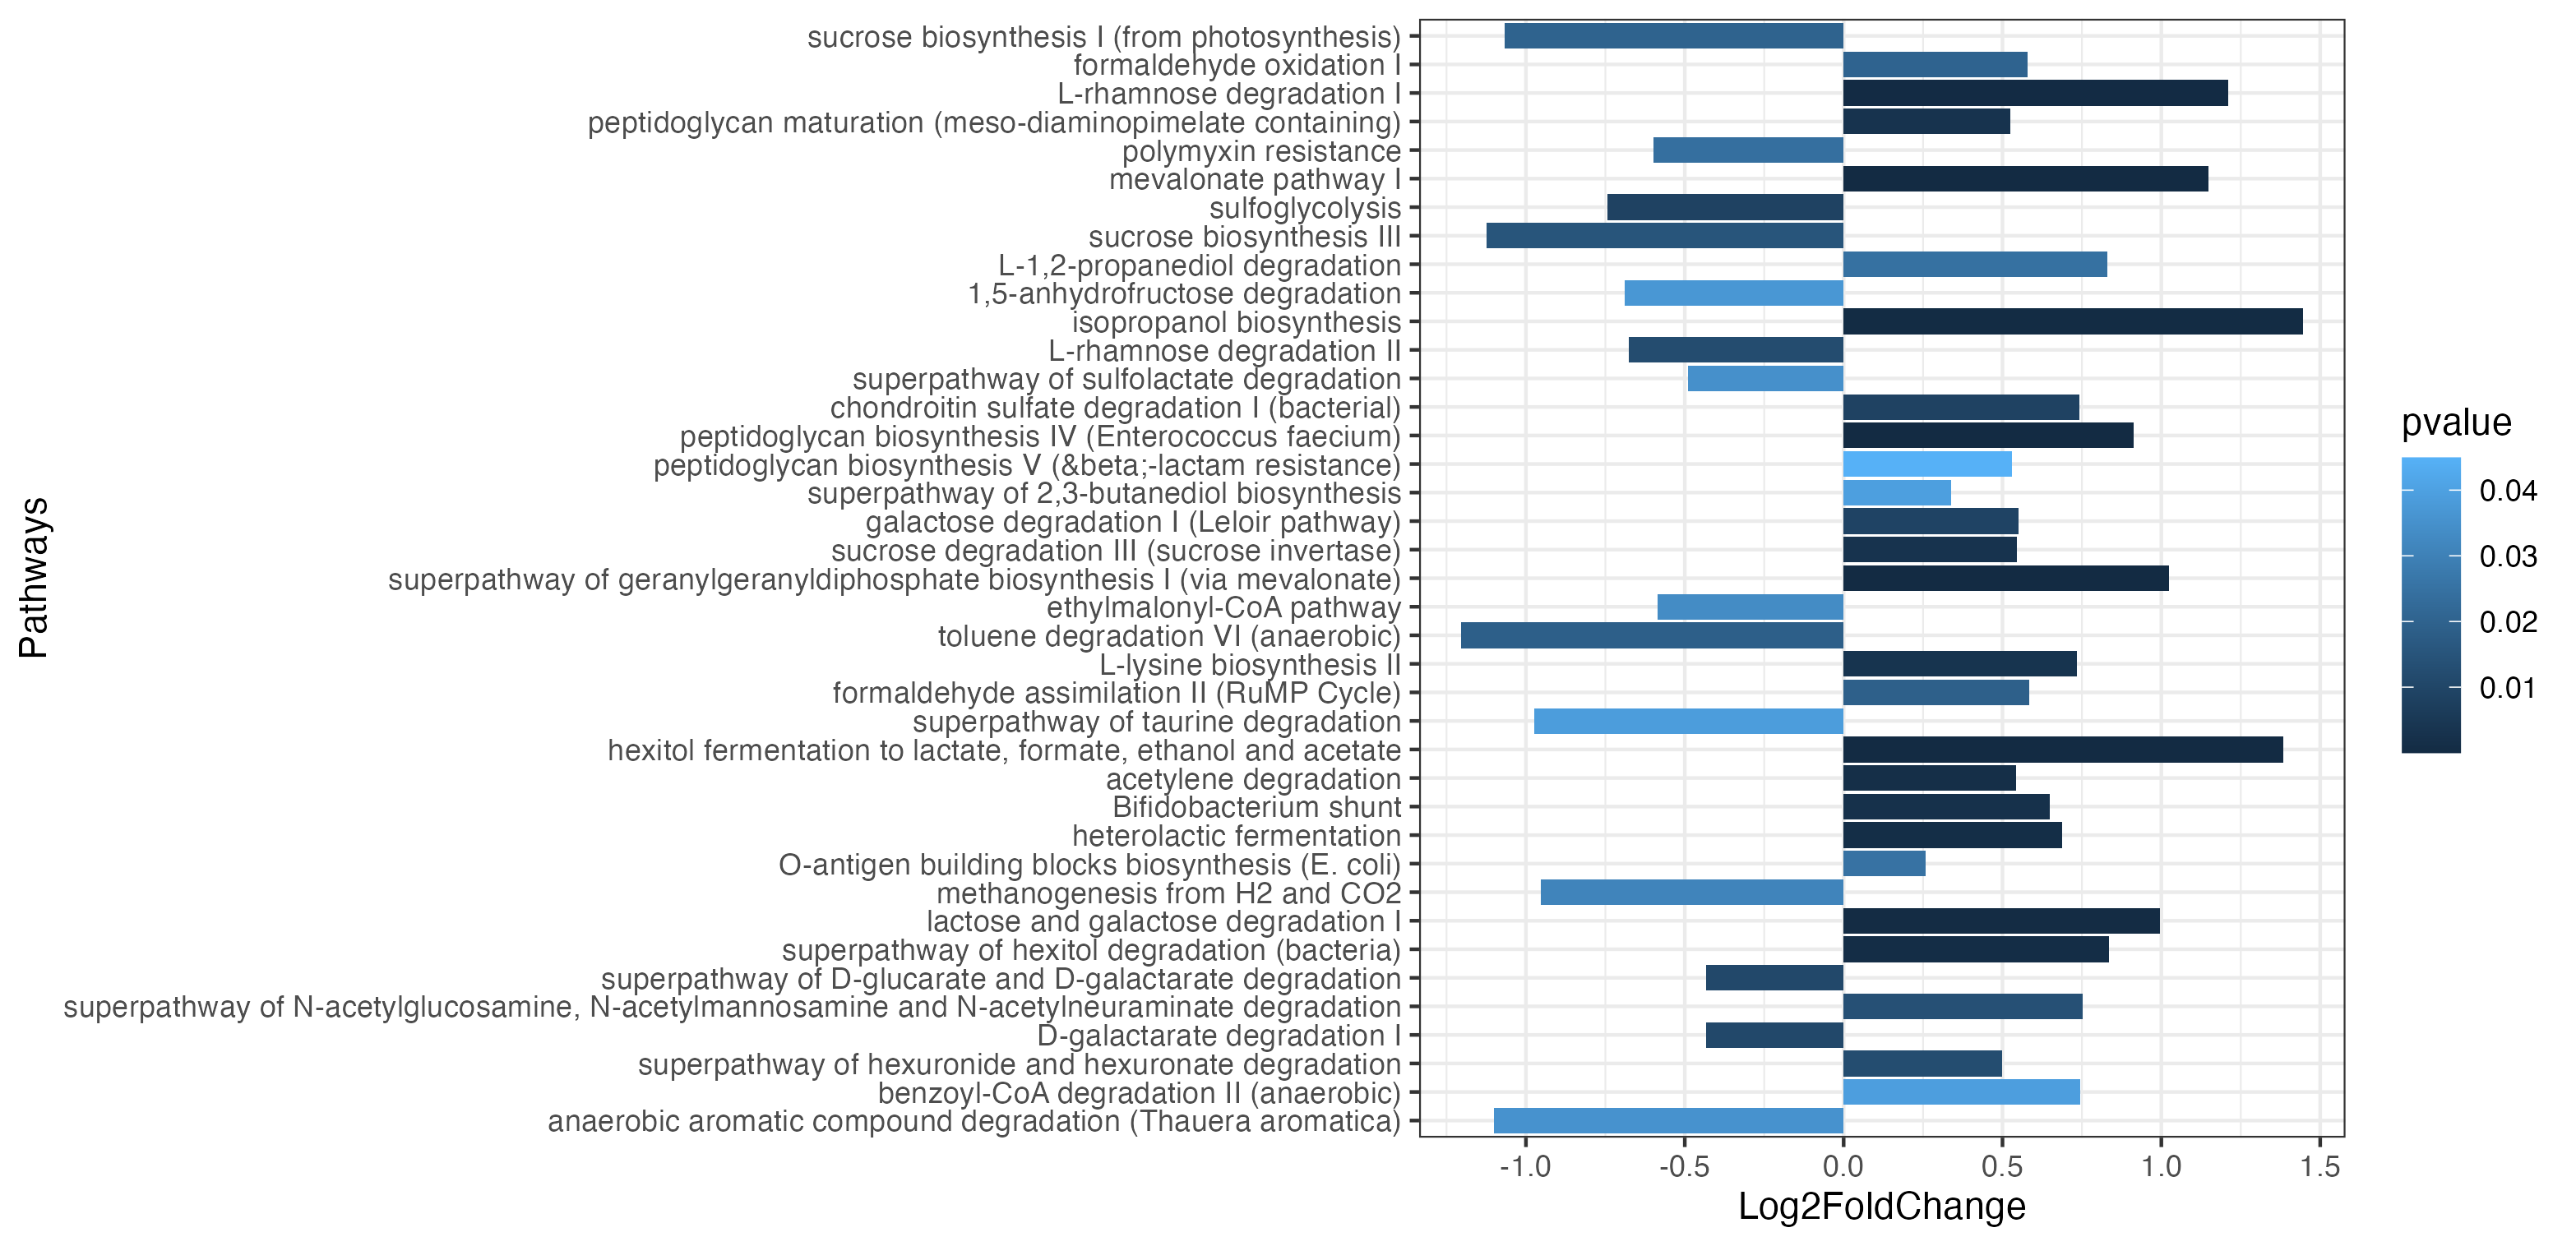 sucrose biosynthesis I (from photosynthesis)
formaldehyde oxidation I
L-rhamnose degradation I
peptidoglycan maturation (meso-diaminopimelate containing)
polymyxin resistance
mevalonate pathway I
sulfoglycolysis
sucrose biosynthesis III
L-1,2-propanediol degradation
1,5-anhydrofructose degradation
isopropanol biosynthesis
L-rhamnose degradation II
superpathway of sulfolactate degradation
chondroitin sulfate degradation I (bacterial)
peptidoglycan biosynthesis IV (Enterococcus faecium)
peptidoglycan biosynthesis V (&beta;-lactam resistance)
superpathway of 2,3-butanediol biosynthesis
galactose degradation I (Leloir pathway)
sucrose degradation III (sucrose invertase)
superpathway of geranylgeranyldiphosphate biosynthesis I (via mevalonate)
ethylmalonyl-CoA pathway
toluene degradation VI (anaerobic)
L-lysine biosynthesis II
formaldehyde assimilation II (RuMP Cycle)
superpathway of taurine degradation
hexitol fermentation to lactate, formate, ethanol and acetate
acetylene degradation
Bifidobacterium shunt
heterolactic fermentation
O-antigen building blocks biosynthesis (E. coli)
methanogenesis from H2 and CO2
lactose and galactose degradation I
superpathway of hexitol degradation (bacteria)
superpathway of D-glucarate and D-galactarate degradation
superpathway of N-acetylglucosamine, N-acetylmannosamine and N-acetylneuraminate degradation
D-galactarate degradation I
superpathway of hexuronide and hexuronate degradation
benzoyl-CoA degradation II (anaerobic)
anaerobic aromatic compound degradation (Thauera aromatica)
Pathways
-1.0 -0.5 0.0 0.5 1.0 1.5
Log2FoldChange
pvalue
0.04
0.03
0.02
0.01